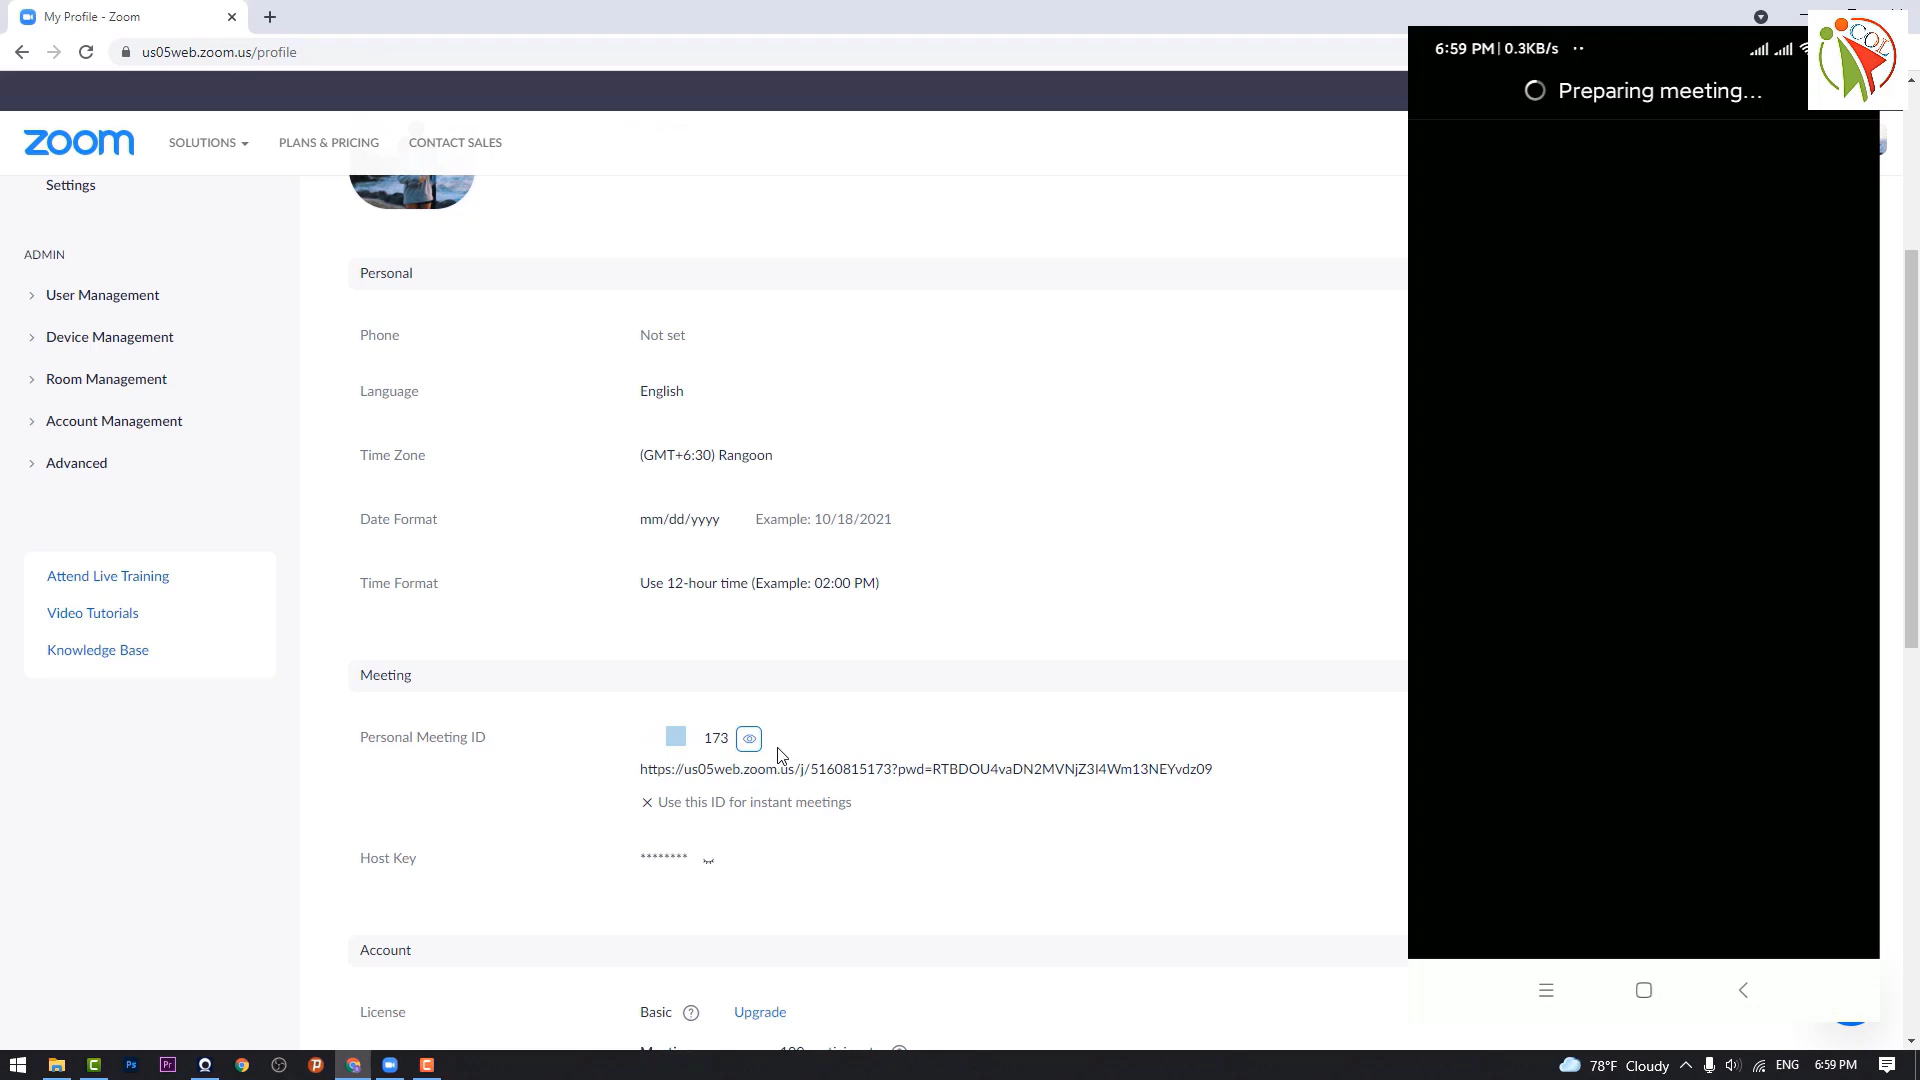 My Profile - Zoom
us05web.zoom.us/profile
zoom
SOLUTIONS
PLANS & PRICING
CONTACT SALES
Settings
ADMIN
User Management
Device Management
Room Management
Account Management
Advanced
Attend Live Training
Video Tutorials
Knowledge Base
Personal
Phone Not set
Language English
Time Zone (GMT+6:30) Rangoon
Date Format mm/dd/yyyy Example: 10/18/2021
Time Format Use 12-hour time (Example: 02:00 PM)
Meeting
Personal Meeting ID 173
https://us05web.zoom.us/j/5160815173?pwd=RTBDOU4vaDN2MVNjZ3I4Wm13NEYvdz09
Use this ID for instant meetings
Host Key ********
Account
License Basic Upgrade
6:59 PM | 0.3KB/s
Preparing meeting...
COL
78°F Cloudy ENG 6:59 PM